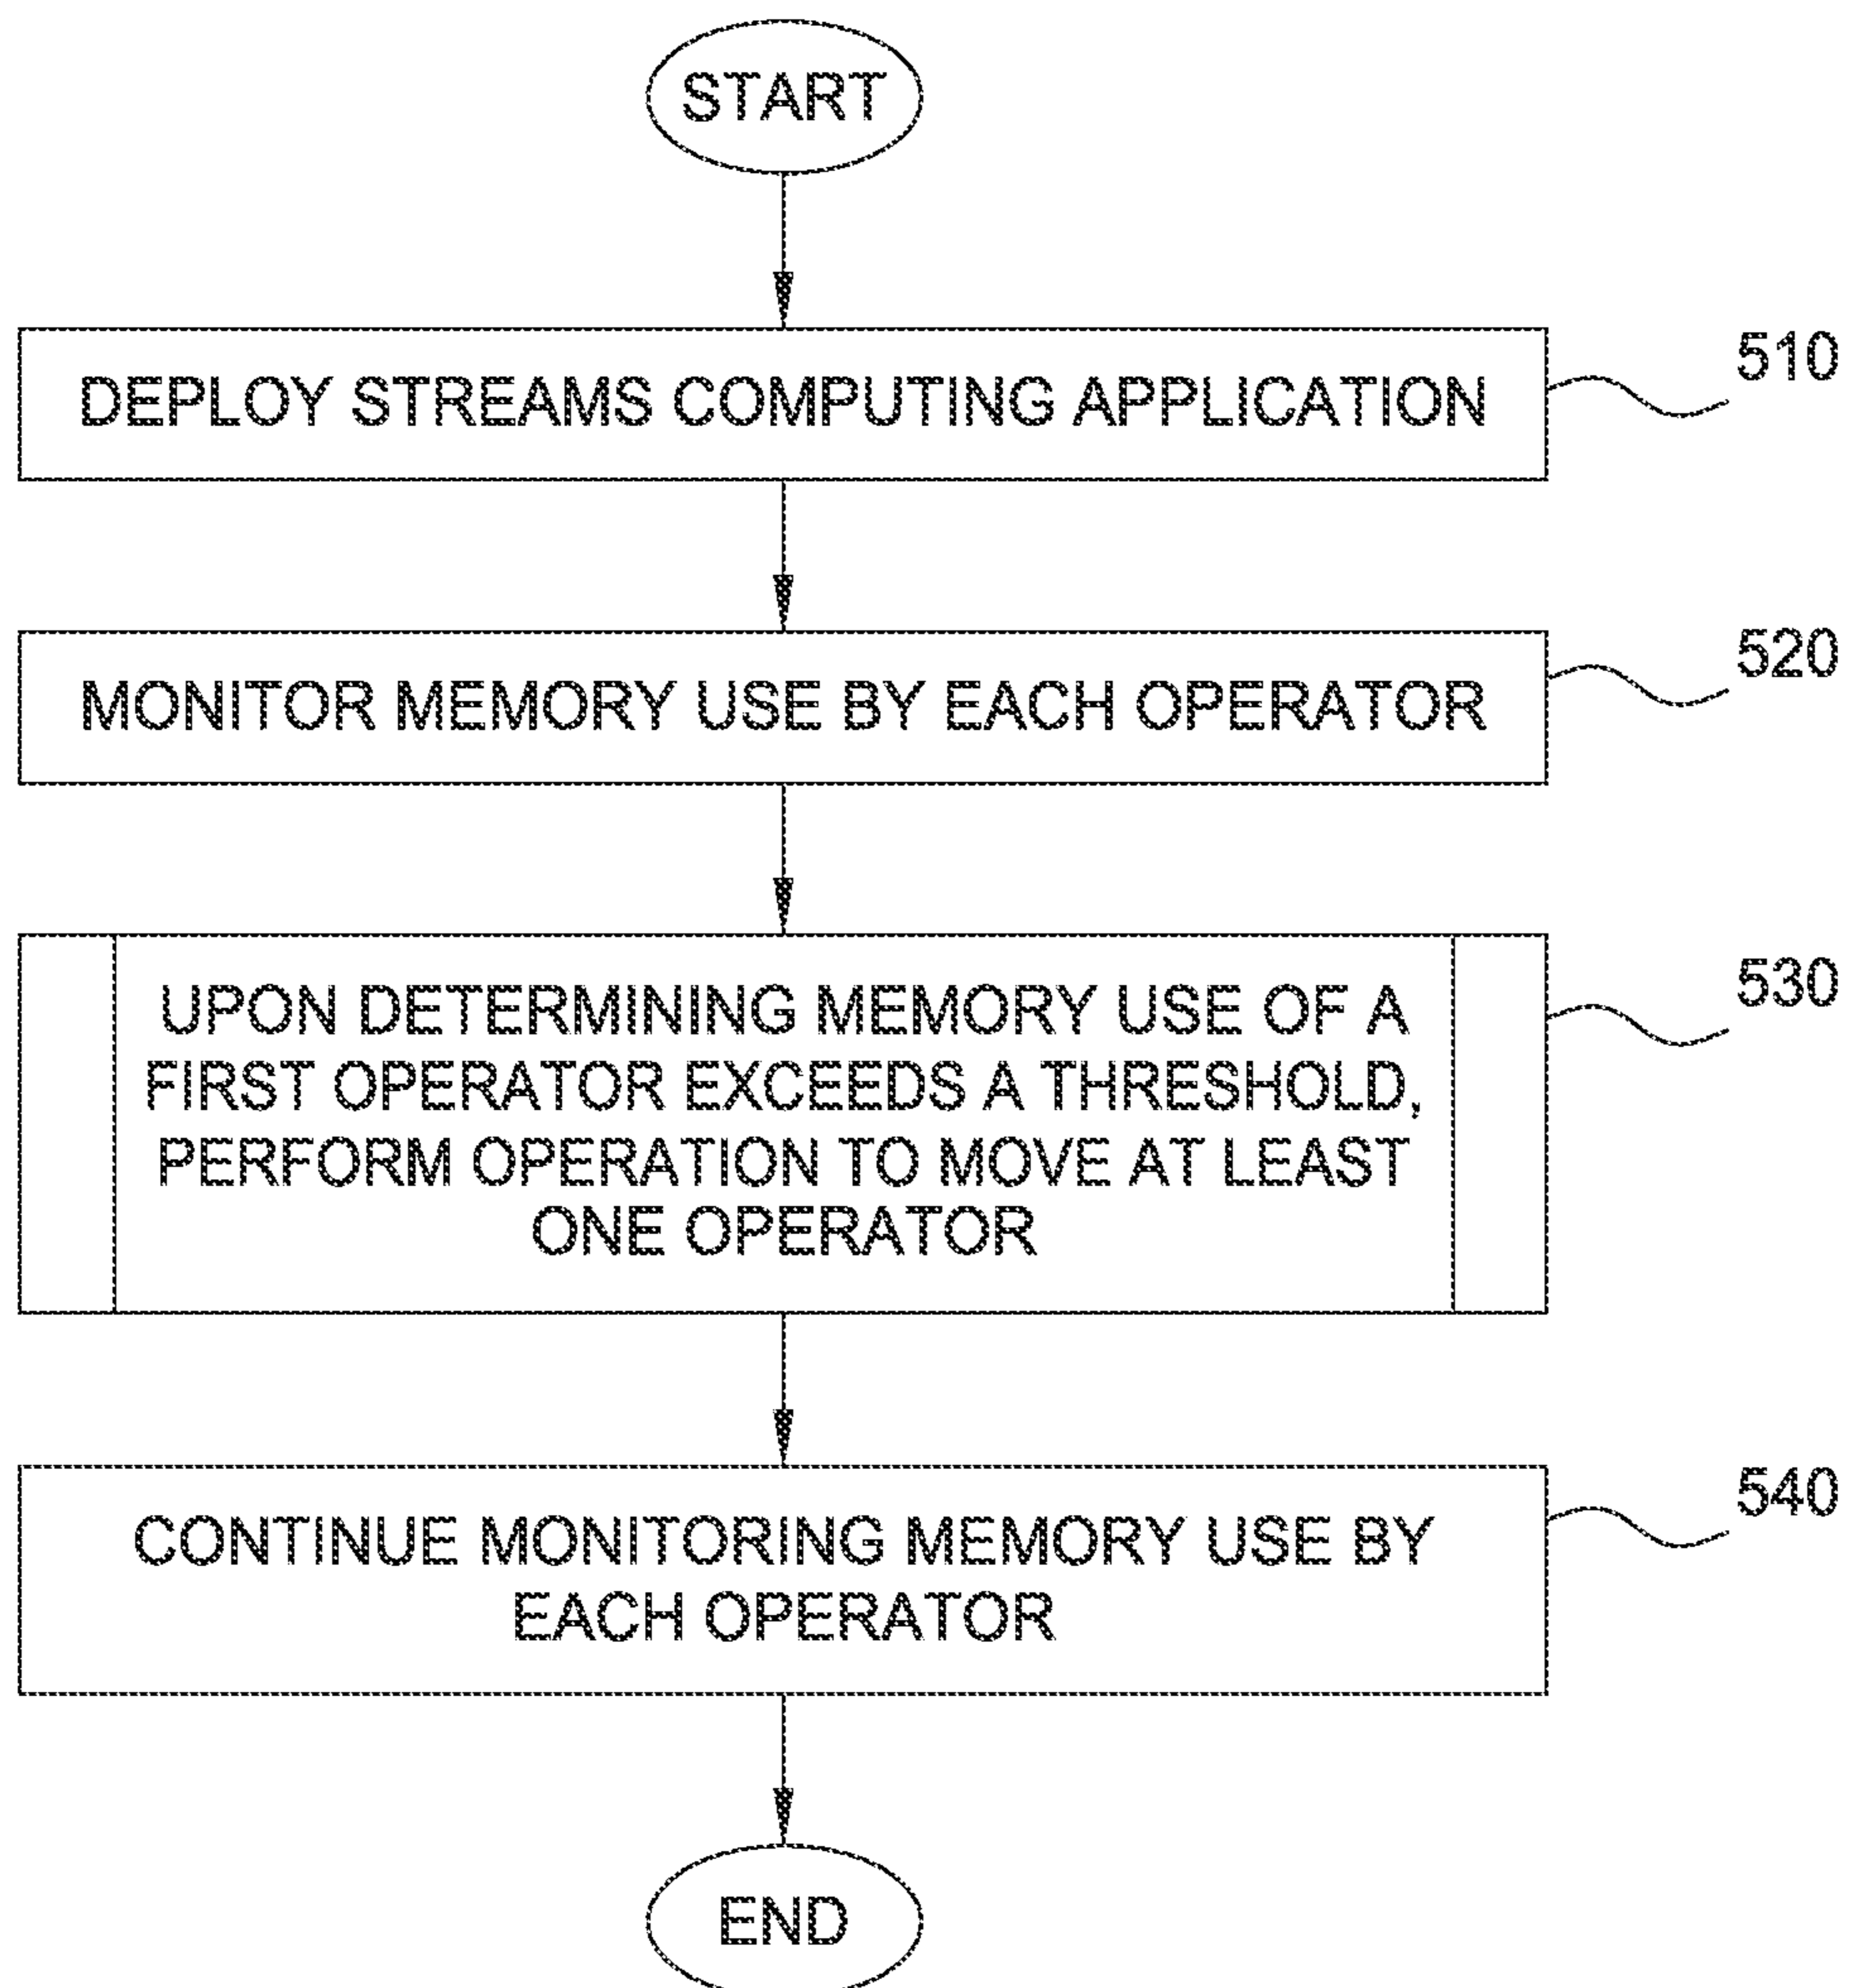 START
DEPLOY STREAMS COMPUTING APPLICATION
510
MONITOR MEMORY USE BY EACH OPERATOR
520
UPON DETERMINING MEMORY USE OF A
FIRST OPERATOR EXCEEDS A THRESHOLD,
PERFORM OPERATION TO MOVE AT LEAST
ONE OPERATOR
530
CONTINUE MONITORING MEMORY USE BY
EACH OPERATOR
540
END